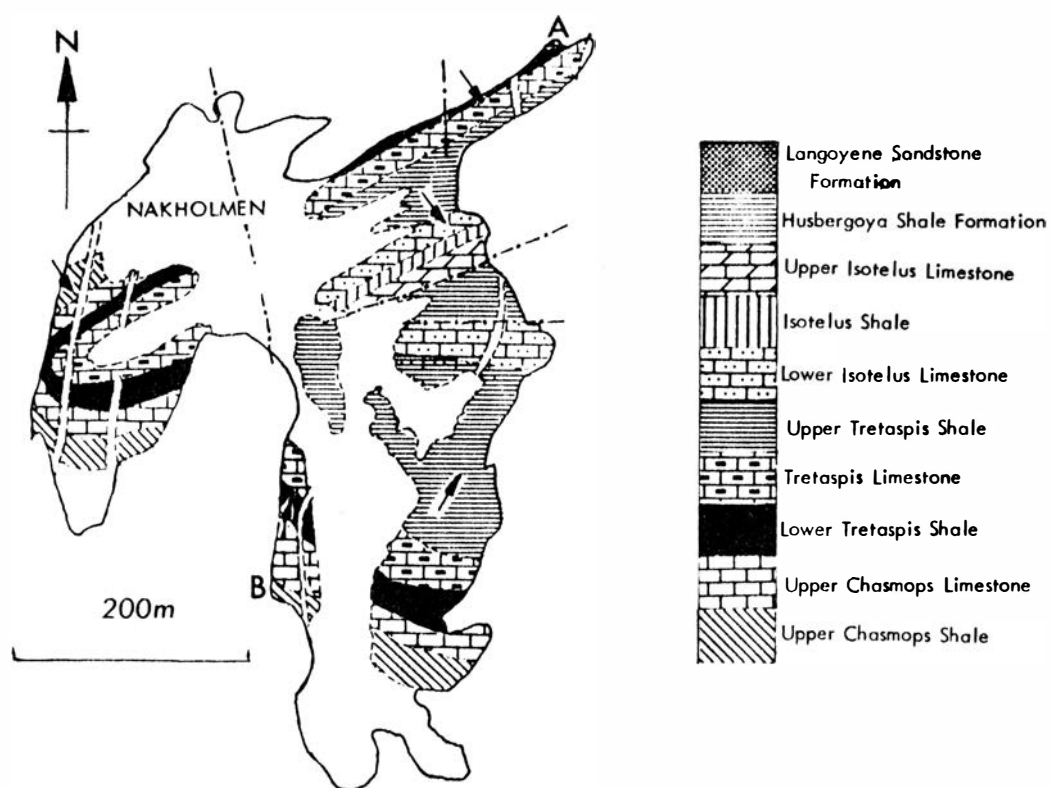 A
N
NAKHOLMEN
B
200m
Langoyene Sandstone
Formation
Husbergoya Shale Formation
Upper Isotelus Limestone
Isotelus Shale
Lower Isotelus Limestone
Upper Tretaspis Shale
Tretaspis Limestone
Lower Tretaspis Shale
Upper Chasmops Limestone
Upper Chasmops Shale